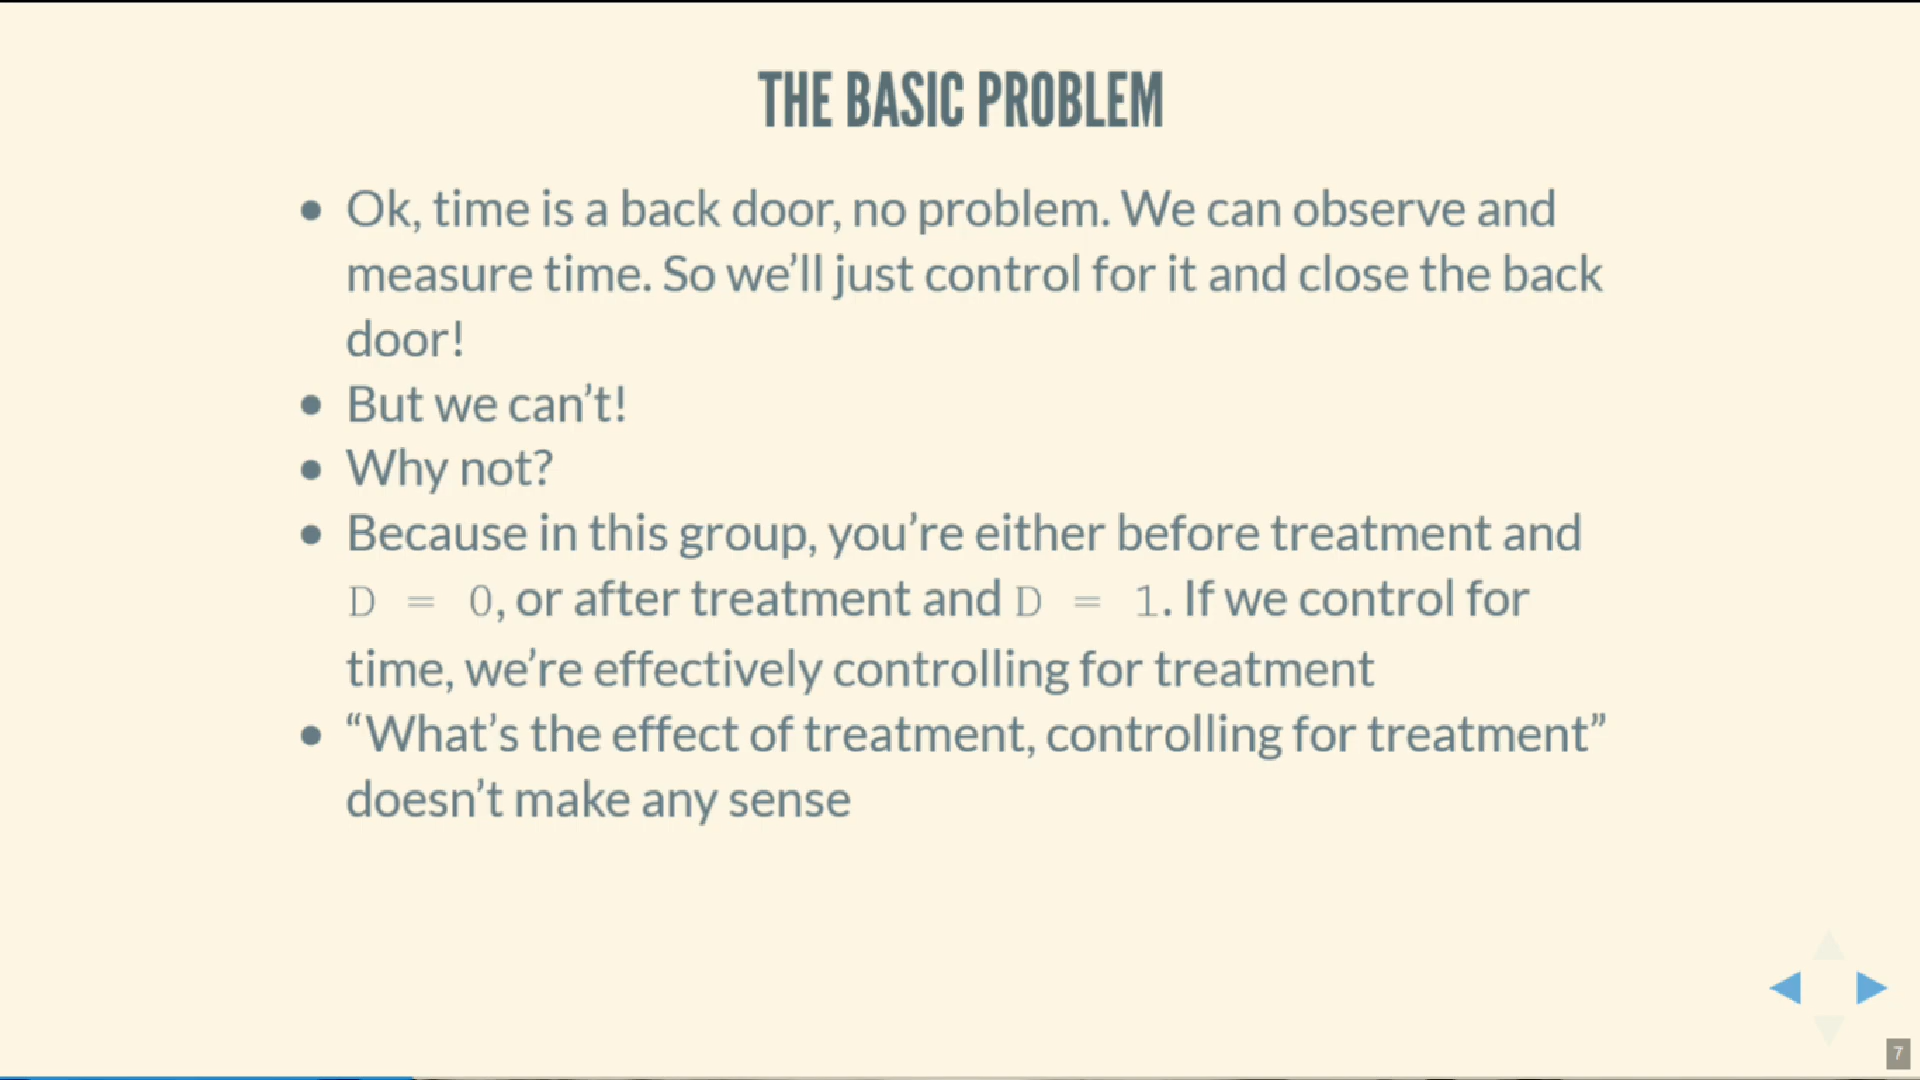 THE BASIC PROBLEM
• Ok, time is a back door, no problem. We can observe and
measure time. So we’ll just control for it and close the back
door!
• But we can’t!
• Why not?
• Because in this group, you’re either before treatment and
D = 0, or after treatment and D = 1. If we control for
time, we’re effectively controlling for treatment
• “What’s the effect of treatment, controlling for treatment”
doesn’t make any sense
7